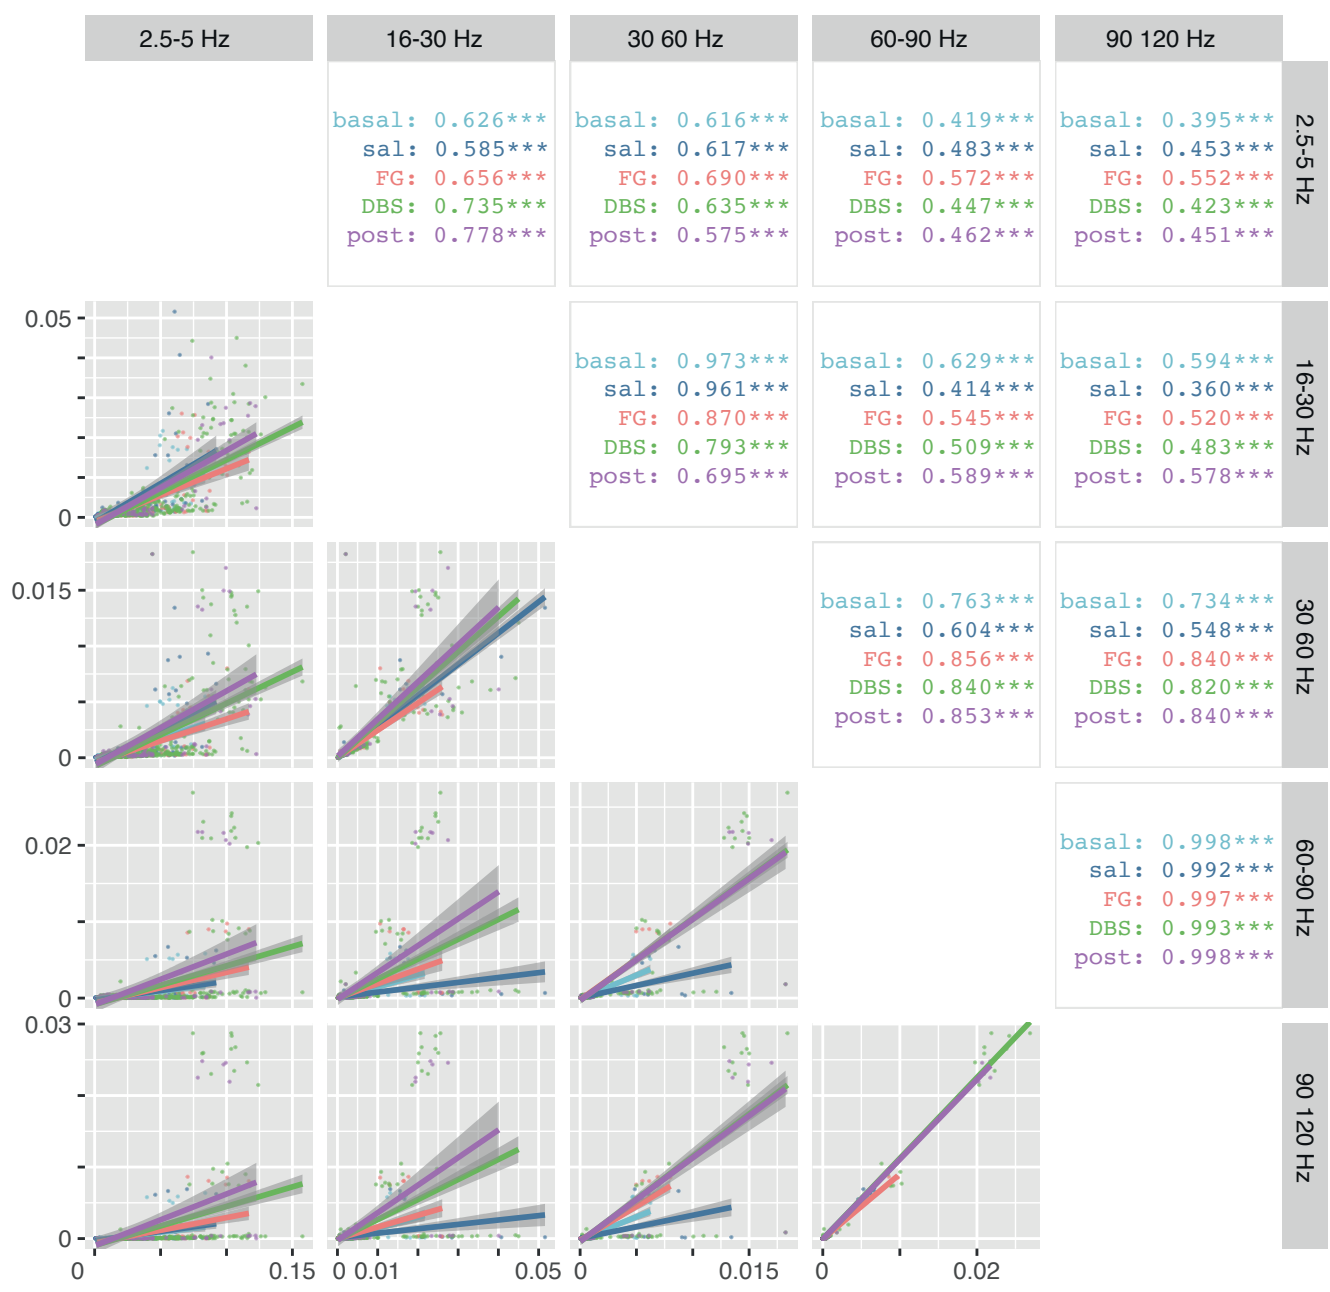 2.5-5 Hz 16-30 Hz 30 60 Hz 60-90 Hz 90 120 Hz
basal: 0.626*** basal: 0.616*** basal: 0.419*** basal: 0.395***
sal: 0.585*** sal: 0.617*** sal: 0.483*** sal: 0.453***
FG: 0.656*** FG: 0.690*** FG: 0.572*** FG: 0.552***
DBS: 0.735*** DBS: 0.635*** DBS: 0.447*** DBS: 0.423***
post: 0.778*** post: 0.575*** post: 0.462*** post: 0.451***
2.5-5 Hz
0.05
basal: 0.973*** basal: 0.629*** basal: 0.594***
sal: 0.961*** sal: 0.414*** sal: 0.360***
FG: 0.870*** FG: 0.545*** FG: 0.520***
DBS: 0.793*** DBS: 0.509*** DBS: 0.483***
post: 0.695*** post: 0.589*** post: 0.578***
0
16-30 Hz
0.015
basal: 0.763*** basal: 0.734***
sal: 0.604*** sal: 0.548***
FG: 0.856*** FG: 0.840***
DBS: 0.840*** DBS: 0.820***
post: 0.853*** post: 0.840***
0
30 60 Hz
0.02
basal: 0.998***
sal: 0.992***
FG: 0.997***
DBS: 0.993***
post: 0.998***
0
60-90 Hz
0.03
0
90 120 Hz
0 0.15 0 0.01 0.05 0 0.015 0 0.02